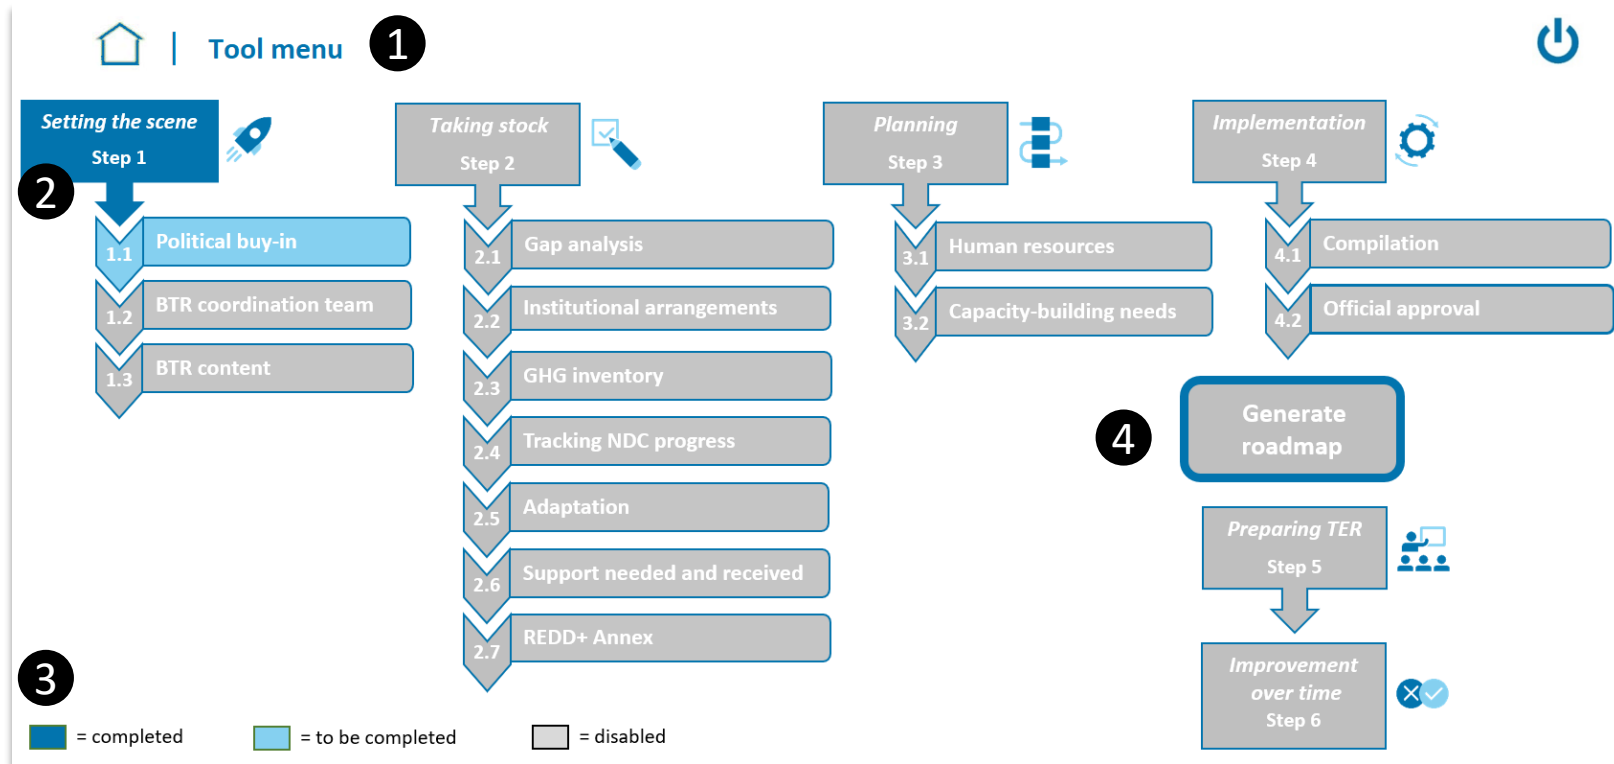 | Tool menu
1
Setting the scene
Step 1
2
1.1 Political buy-in
1.2 BTR coordination team
1.3 BTR content
Taking stock
Step 2
2.1 Gap analysis
2.2 Institutional arrangements
2.3 GHG inventory
2.4 Tracking NDC progress
2.5 Adaptation
2.6 Support needed and received
2.7 REDD+ Annex
Planning
Step 3
3.1 Human resources
3.2 Capacity-building needs
Implementation
Step 4
4.1 Compilation
4.2 Official approval
4
Generate
roadmap
Preparing TER
Step 5
Improvement
over time
Step 6
3
= completed
= to be completed
= disabled